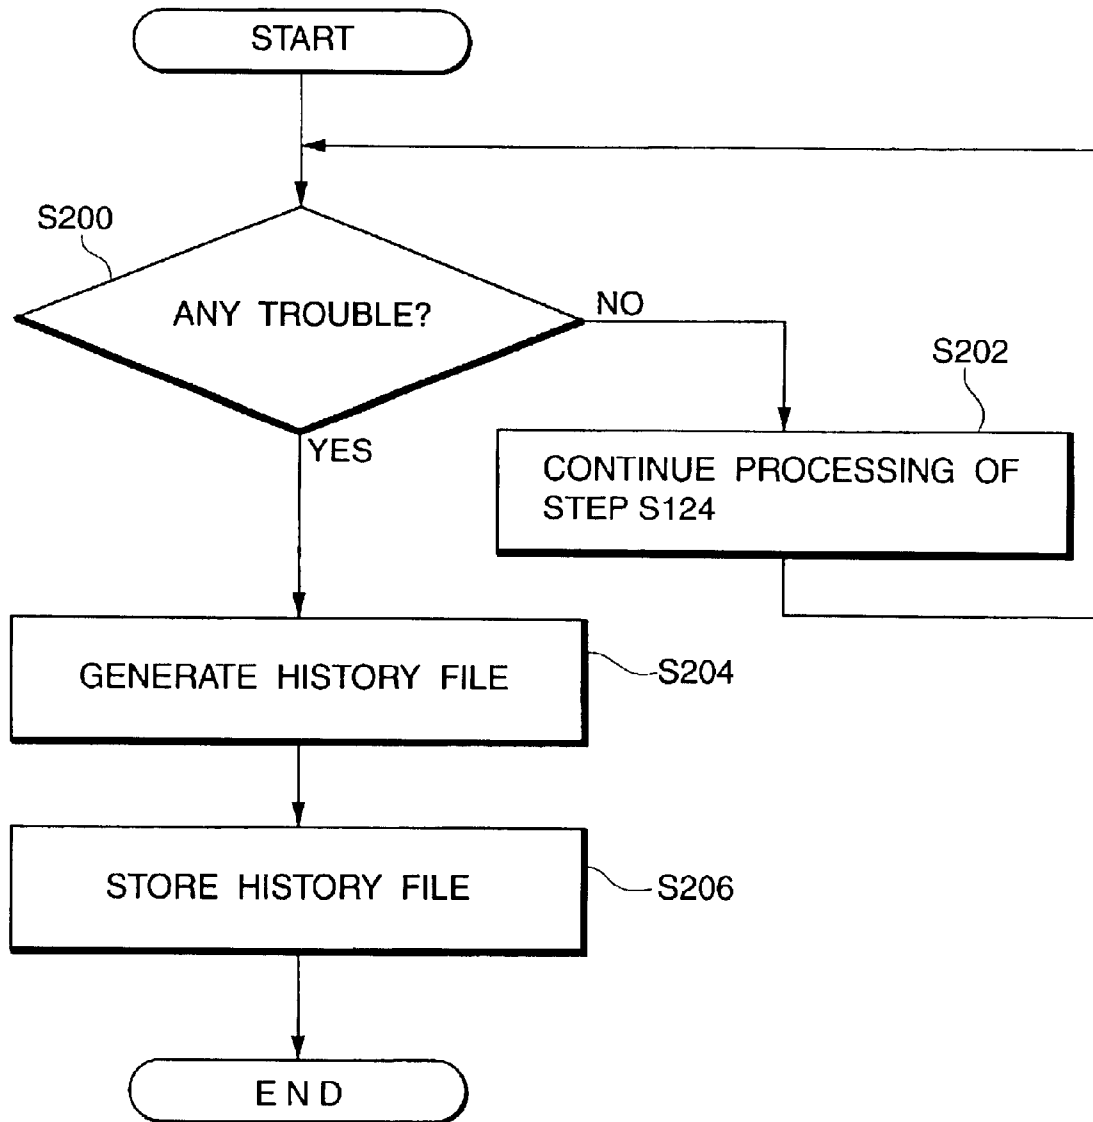 START
S200
ANY TROUBLE?
NO
YES
S202
CONTINUE PROCESSING OF
STEP S124
GENERATE HISTORY FILE
S204
STORE HISTORY FILE
S206
END